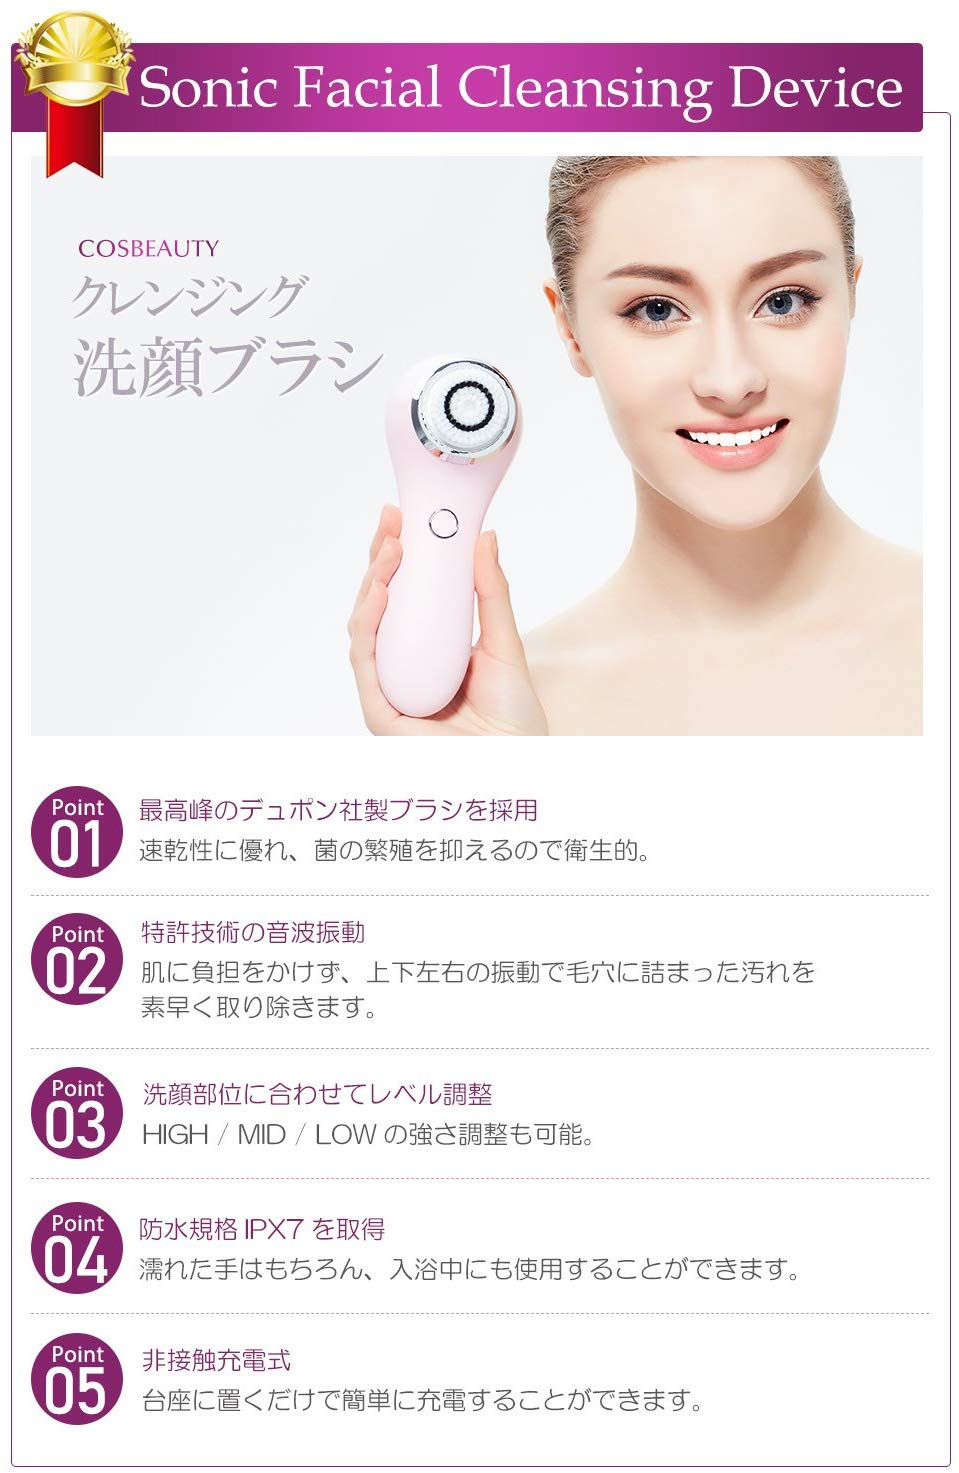 Sonic Facial Cleansing Device
COSBEAUTY
クレンジング
洗顔ブラシ
Point
01
最高峰のデュポン社製ブラシを採用
速乾性に優れ、菌の繁殖を抑えるので衛生的。
Point
02
特許技術の音波振動
肌に負担をかけず、上下左右の振動で毛穴に詰まった汚れを
素早く取り除きます。
Point
03
洗顔部位に合わせてレベル調整
HIGH / MID / LOW の強さ調整も可能。
Point
04
防水規格 IPX7 を取得
濡れた手はもちろん、入浴中にも使用することができます。
Point
05
非接触充電式
台座に置くだけで簡単に充電することができます。